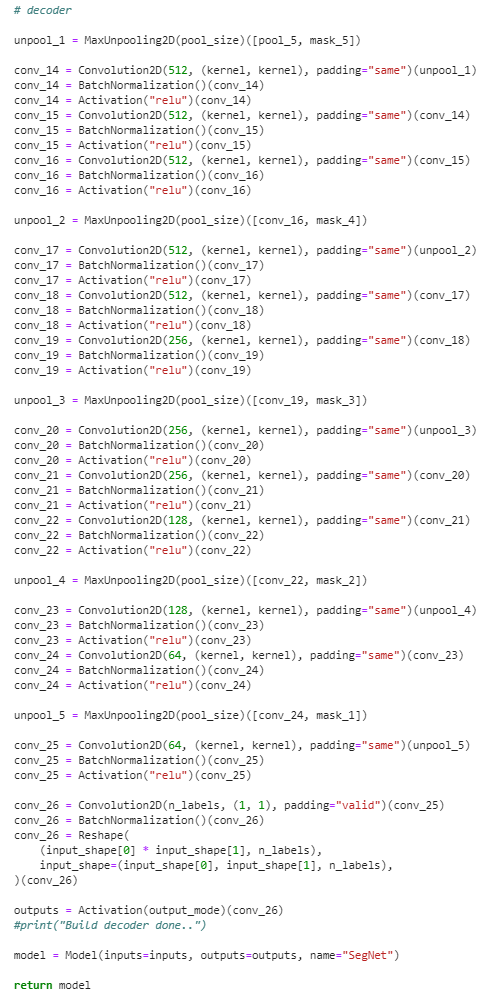 # decoder
unpool_1 = MaxUnpooling2D(pool_size)([pool_5, mask_5])
conv_14 = Convolution2D(512, (kernel, kernel), padding="same")(unpool_1)
conv_14 = BatchNormalization()(conv_14)
conv_14 = Activation("relu")(conv_14)
conv_15 = Convolution2D(512, (kernel, kernel), padding="same")(conv_14)
conv_15 = BatchNormalization()(conv_15)
conv_15 = Activation("relu")(conv_15)
conv_16 = Convolution2D(512, (kernel, kernel), padding="same")(conv_15)
conv_16 = BatchNormalization()(conv_16)
conv_16 = Activation("relu")(conv_16)
unpool_2 = MaxUnpooling2D(pool_size)([conv_16, mask_4])
conv_17 = Convolution2D(512, (kernel, kernel), padding="same")(unpool_2)
conv_17 = BatchNormalization()(conv_17)
conv_17 = Activation("relu")(conv_17)
conv_18 = Convolution2D(512, (kernel, kernel), padding="same")(conv_17)
conv_18 = BatchNormalization()(conv_18)
conv_18 = Activation("relu")(conv_18)
conv_19 = Convolution2D(256, (kernel, kernel), padding="same")(conv_18)
conv_19 = BatchNormalization()(conv_19)
conv_19 = Activation("relu")(conv_19)
unpool_3 = MaxUnpooling2D(pool_size)([conv_19, mask_3])
conv_20 = Convolution2D(256, (kernel, kernel), padding="same")(unpool_3)
conv_20 = BatchNormalization()(conv_20)
conv_20 = Activation("relu")(conv_20)
conv_21 = Convolution2D(256, (kernel, kernel), padding="same")(conv_20)
conv_21 = BatchNormalization()(conv_21)
conv_21 = Activation("relu")(conv_21)
conv_22 = Convolution2D(128, (kernel, kernel), padding="same")(conv_21)
conv_22 = BatchNormalization()(conv_22)
conv_22 = Activation("relu")(conv_22)
unpool_4 = MaxUnpooling2D(pool_size)([conv_22, mask_2])
conv_23 = Convolution2D(128, (kernel, kernel), padding="same")(unpool_4)
conv_23 = BatchNormalization()(conv_23)
conv_23 = Activation("relu")(conv_23)
conv_24 = Convolution2D(64, (kernel, kernel), padding="same")(conv_23)
conv_24 = BatchNormalization()(conv_24)
conv_24 = Activation("relu")(conv_24)
unpool_5 = MaxUnpooling2D(pool_size)([conv_24, mask_1])
conv_25 = Convolution2D(64, (kernel, kernel), padding="same")(unpool_5)
conv_25 = BatchNormalization()(conv_25)
conv_25 = Activation("relu")(conv_25)
conv_26 = Convolution2D(n_labels, (1, 1), padding="valid")(conv_25)
conv_26 = BatchNormalization()(conv_26)
conv_26 = Reshape(
    (input_shape[0] * input_shape[1], n_labels),
    input_shape=(input_shape[0], input_shape[1], n_labels),
)(conv_26)
outputs = Activation(output_mode)(conv_26)
#print("Build decoder done..")
model = Model(inputs=inputs, outputs=outputs, name="SegNet")
return model